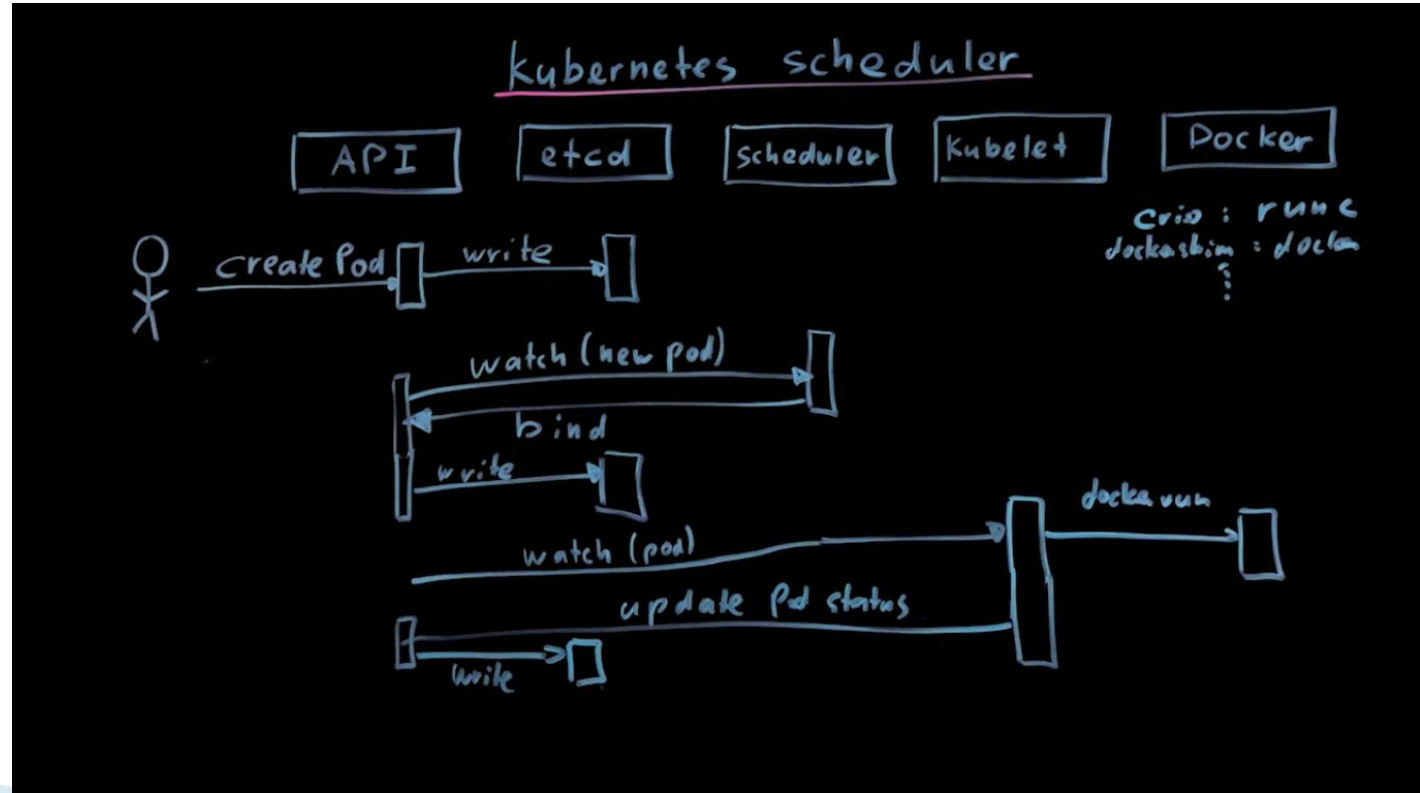 kubernetes scheduler
API
etcd
scheduler
Kubelet
Docker
crio : runc
create Pod
write
watch (new pod)
bind
write
watch (pod)
update Pod status
write